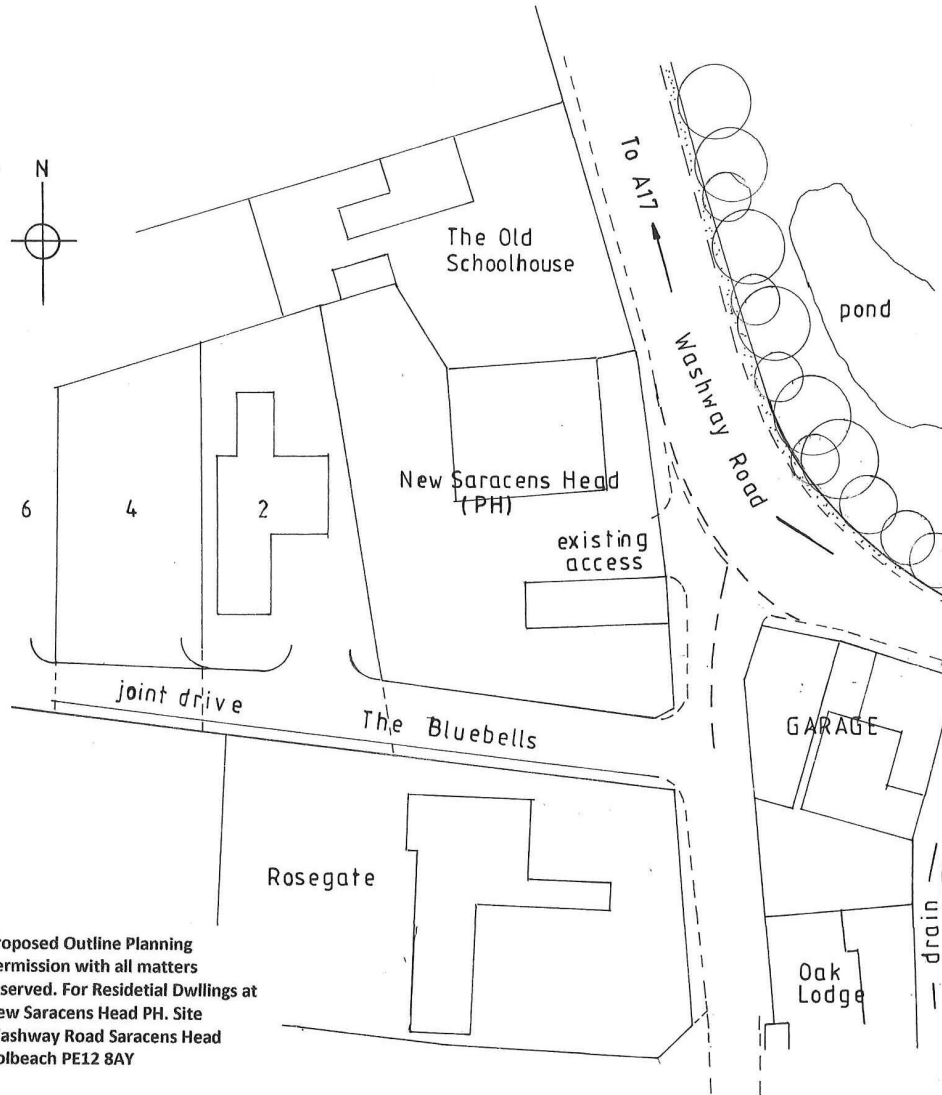 N
To A17
The Old
Schoolhouse
pond
Washway Road
New Saracens Head
(PH)
6
4
2
existing
access
joint drive
The Bluebells
GARAGE
Rosegate
drain
Oak
Lodge
roposed Outline Planning
ermission with all matters
served. For Residetial Dwllings at
ew Saracens Head PH. Site
ashway Road Saracens Head
olbeach PE12 8AY